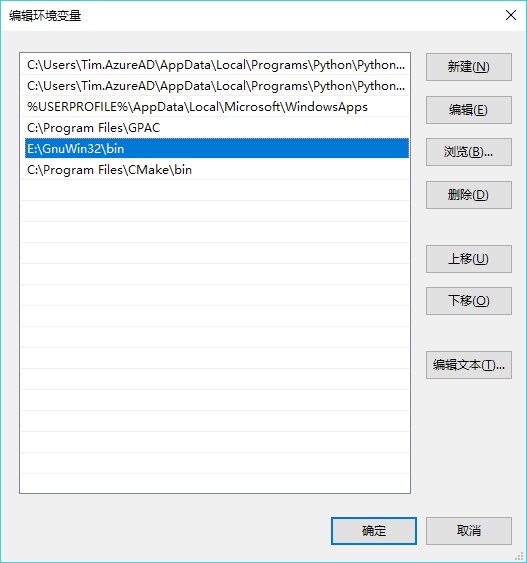 编辑环境变量
C:\Users\Tim.AzureAD\AppData\Local\Programs\Python\Python...
C:\Users\Tim.AzureAD\AppData\Local\Programs\Python\Python...
%USERPROFILE%\AppData\Local\Microsoft\WindowsApps
C:\Program Files\GPAC
E:\GnuWin32\bin
C:\Program Files\CMake\bin
新建(N)
编辑(E)
浏览(B)...
删除(D)
上移(U)
下移(O)
编辑文本(T)...
确定
取消